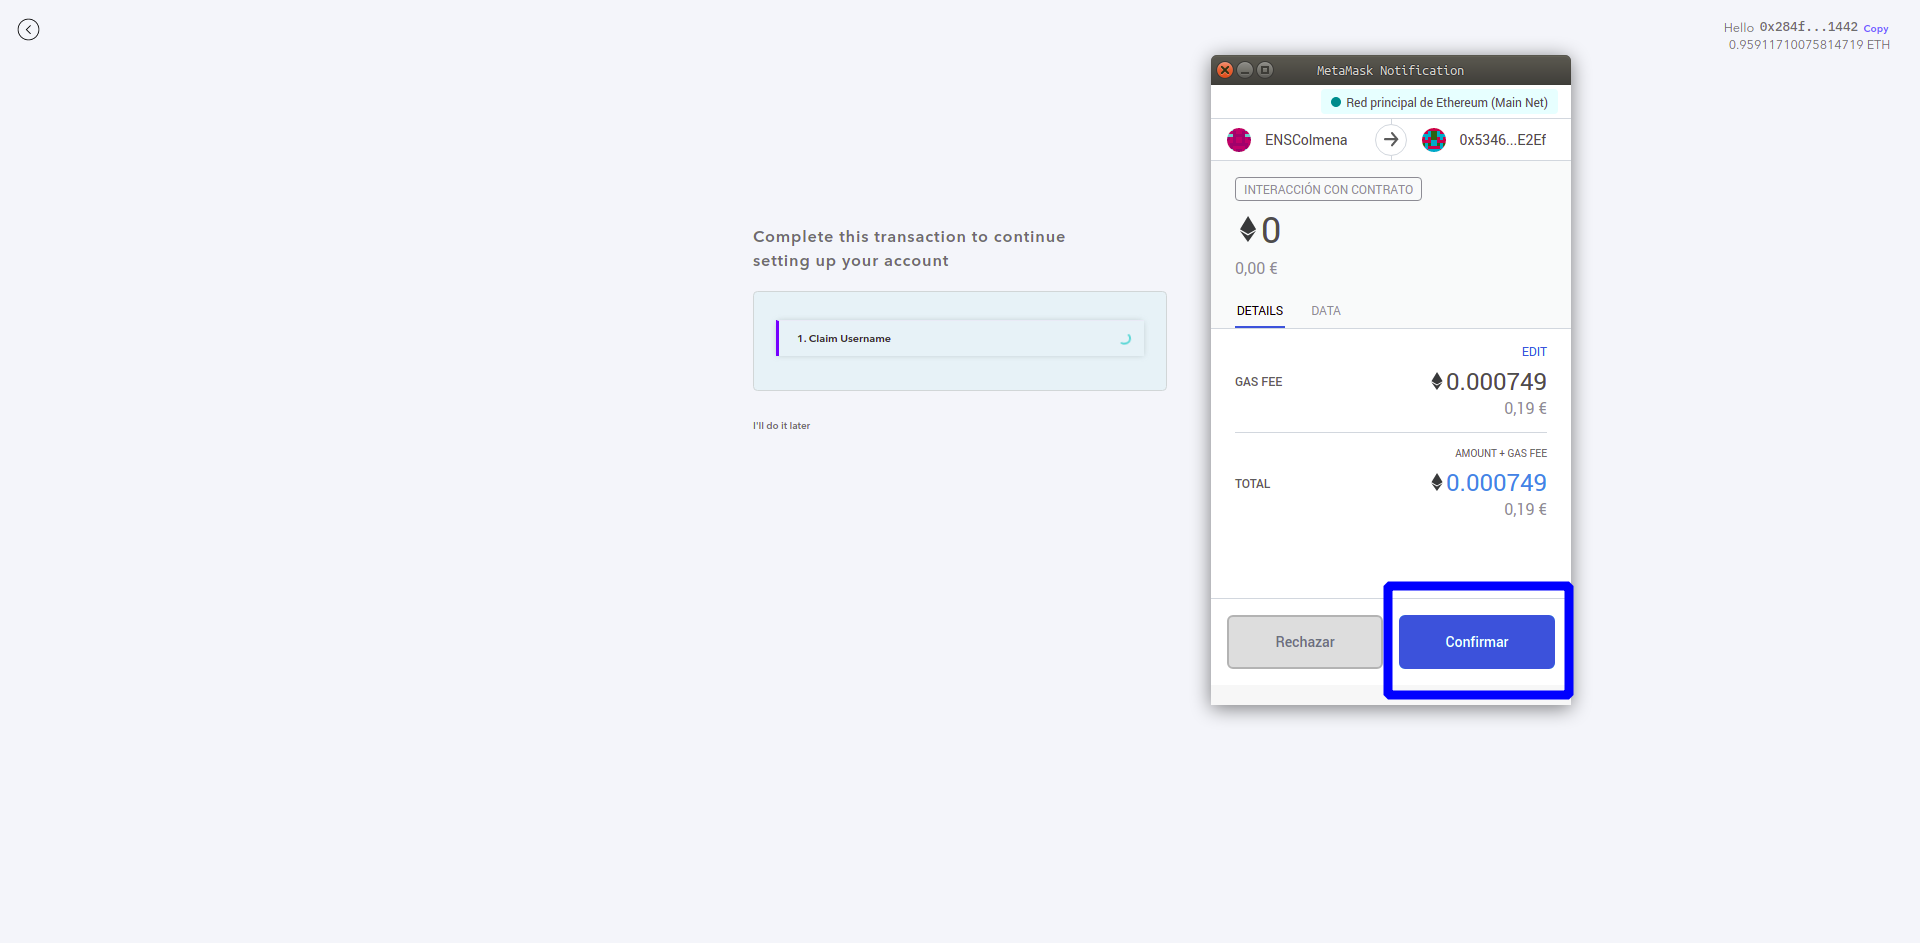 Hello 0x284f...1442 Copy
0.95911710075814719 ETH
MetaMask Notification
Red principal de Ethereum (Main Net)
ENSColmena
0x5346...E2Ef
INTERACCIÓN CON CONTRATO
0
0,00 €
DETAILS
DATA
EDIT
GAS FEE
0.000749
0,19 €
AMOUNT + GAS FEE
TOTAL
0.000749
0,19 €
Rechazar
Confirmar
Complete this transaction to continue
setting up your account
1. Claim Username
I'll do it later